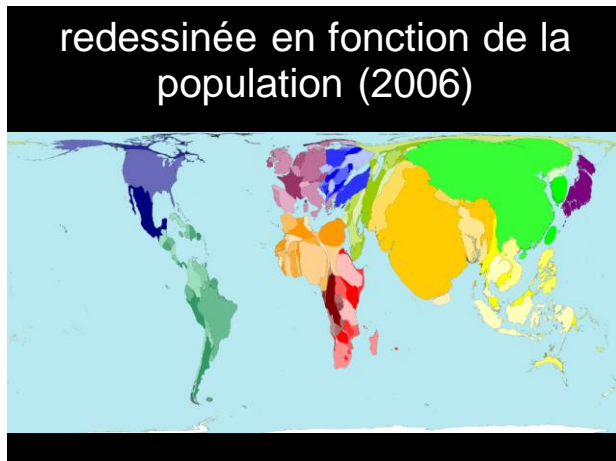 redessinée en fonction de la
population (2006)